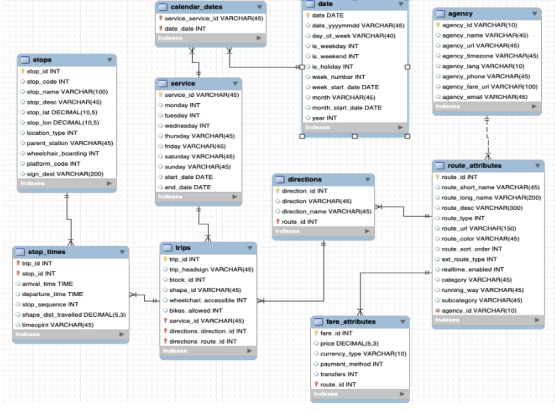 calendar_dates
service_service_id VARCHAR(45)
date_date INT
Indexes
date
date DATE
date_yyyymmdd VARCHAR(45)
day_of_week VARCHAR(40)
is_weekday INT
is_weekend INT
is_holiday INT
week_number INT
week_start_date DATE
month VARCHAR(45)
month_start_date DATE
year INT
Indexes
agency
agency_id VARCHAR(10)
agency_name VARCHAR(45)
agency_url VARCHAR(45)
agency_timezone VARCHAR(45)
agency_lang VARCHAR(10)
agency_phone VARCHAR(45)
agency_fare_url VARCHAR(100)
agency_email VARCHAR(45)
Indexes
stops
stop_id INT
stop_code INT
stop_name VARCHAR(100)
stop_desc VARCHAR(45)
stop_lat DECIMAL(10,5)
stop_lon DECIMAL(10,5)
location_type INT
parent_station VARCHAR(45)
wheelchair_boarding INT
platform_code INT
sign_dest VARCHAR(200)
Indexes
service
service_id VARCHAR(45)
monday INT
tuesday INT
wednesday INT
thursday VARCHAR(45)
friday VARCHAR(45)
saturday VARCHAR(45)
sunday VARCHAR(45)
start_date DATE
end_date DATE
Indexes
directions
direction_id INT
direction VARCHAR(45)
direction_name VARCHAR(45)
route_id INT
Indexes
route_attributes
route_id INT
route_short_name VARCHAR(45)
route_long_name VARCHAR(200)
route_desc VARCHAR(300)
route_type INT
route_url VARCHAR(150)
route_color VARCHAR(45)
route_sort_order INT
ext_route_type INT
realtime_enabled INT
category VARCHAR(45)
running_way VARCHAR(45)
subcategory VARCHAR(45)
agency_id VARCHAR(10)
Indexes
stop_times
trip_id INT
stop_id INT
arrival_time TIME
departure_time TIME
stop_sequence INT
shape_dist_travelled DECIMAL(5,3)
timeopint VARCHAR(45)
Indexes
trips
trip_id INT
trip_headsign VARCHAR(45)
block_id INT
shape_id VARCHAR(45)
wheelchari_accessible INT
bikes_allowed INT
service_id VARCHAR(45)
directions_direction_id INT
directions_route_id INT
Indexes
fare_attributes
fare_id INT
price DECIMAL(5,3)
currency_type VARCHAR(10)
payment_method INT
transfers INT
route_id INT
Indexes